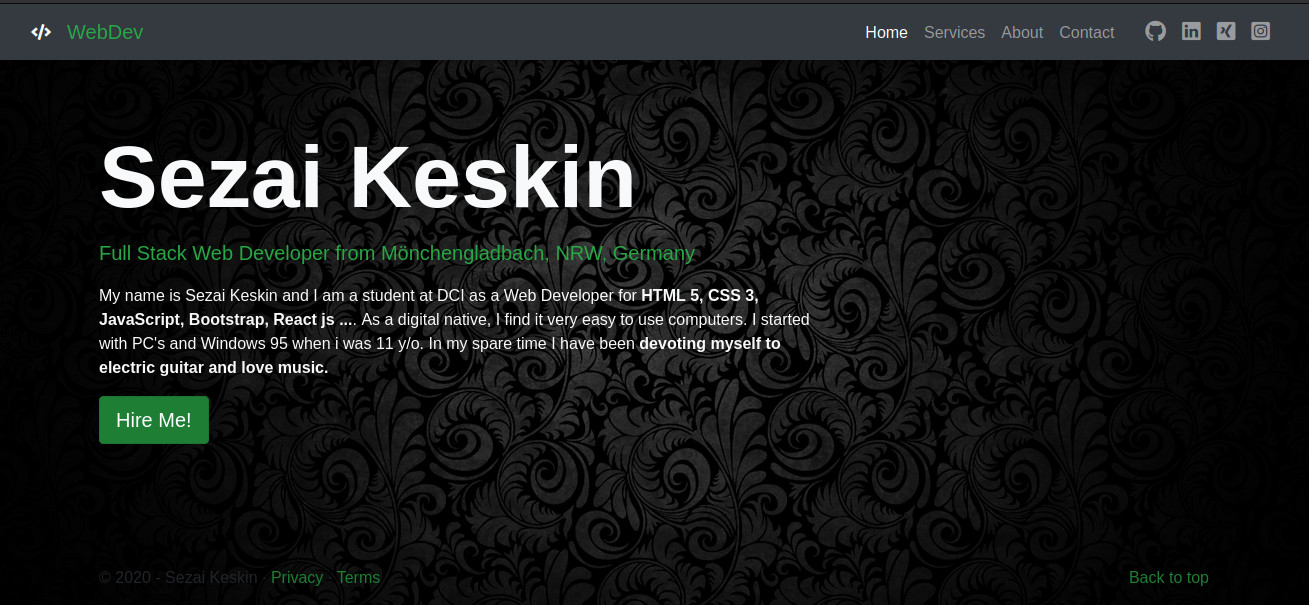 WebDev
Home Services About Contact
Sezai Keskin
Full Stack Web Developer from Mönchengladbach, NRW, Germany
My name is Sezai Keskin and I am a student at DCI as a Web Developer for HTML 5, CSS 3,
JavaScript, Bootstrap, React js .... As a digital native, I find it very easy to use computers. I started
with PC's and Windows 95 when i was 11 y/o. In my spare time I have been devoting myself to
electric guitar and love music.
Hire Me!
© 2020 - Sezai Keskin · Privacy · Terms
Back to top